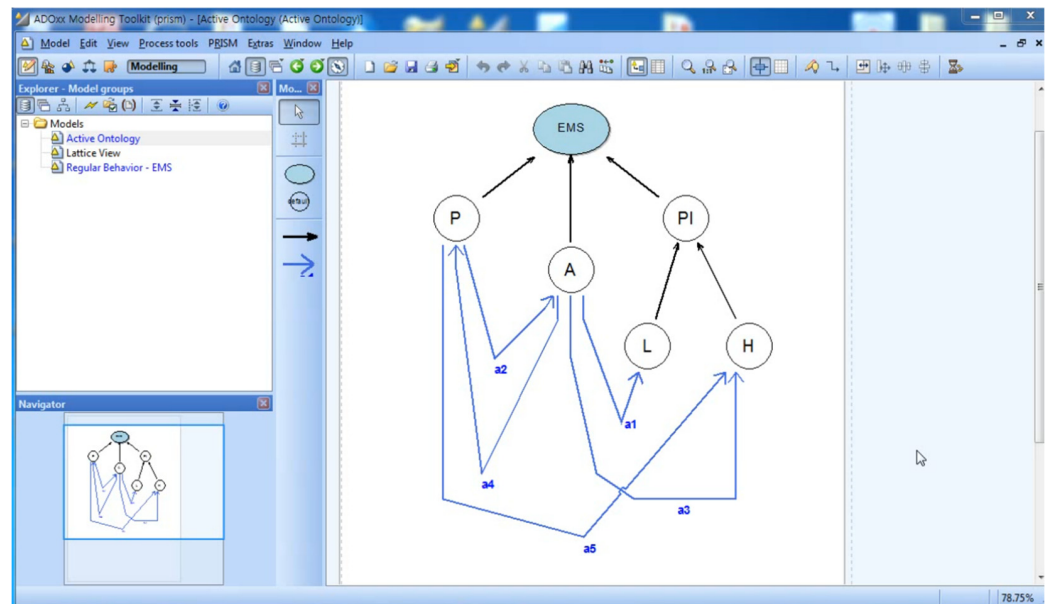 ADOxx Modelling Toolkit (prism) - [Active Ontology (Active Ontology)]
Model Edit View Process tools PRISM Extras Window Help
Modelling
Explorer - Model groups
Mo...
Models
Active Ontology
Lattice View
Regular Behavior - EMS
default
EMS
P
PI
A
L
H
a2
a1
a4
a3
a5
Navigator
78.75%